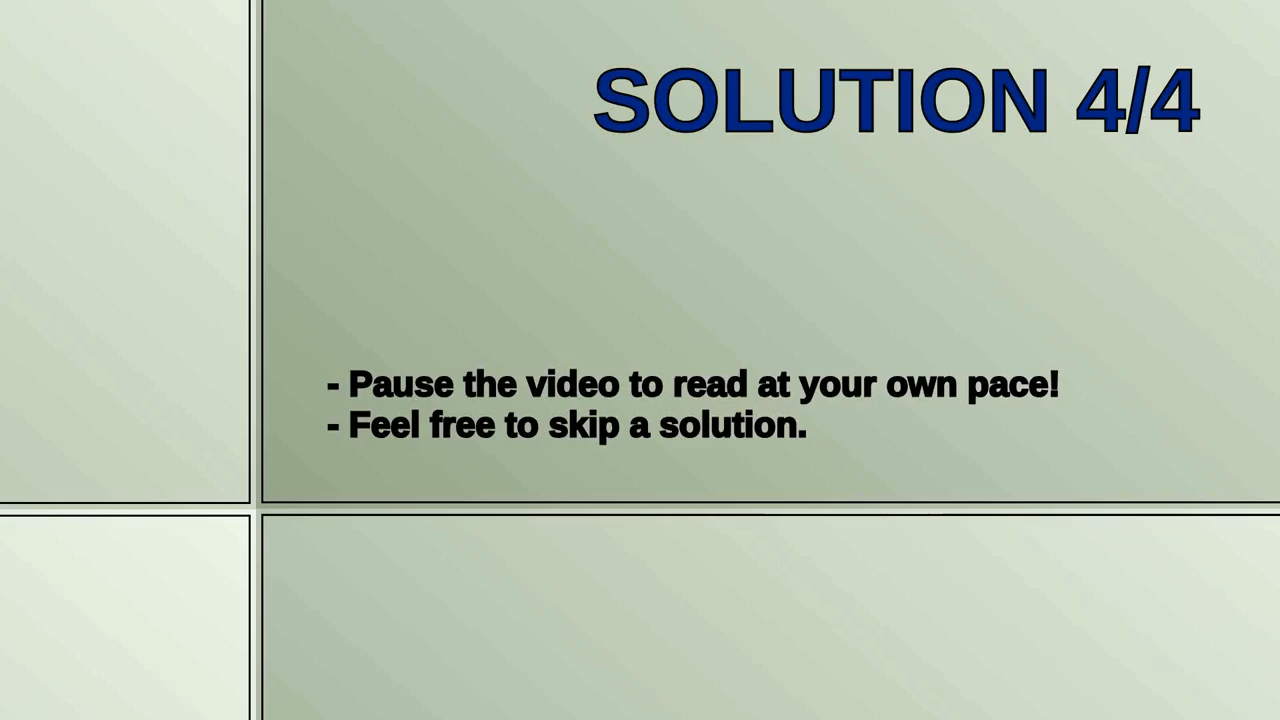 SOLUTION 4/4
- Pause the video to read at your own pace!
- Feel free to skip a solution.